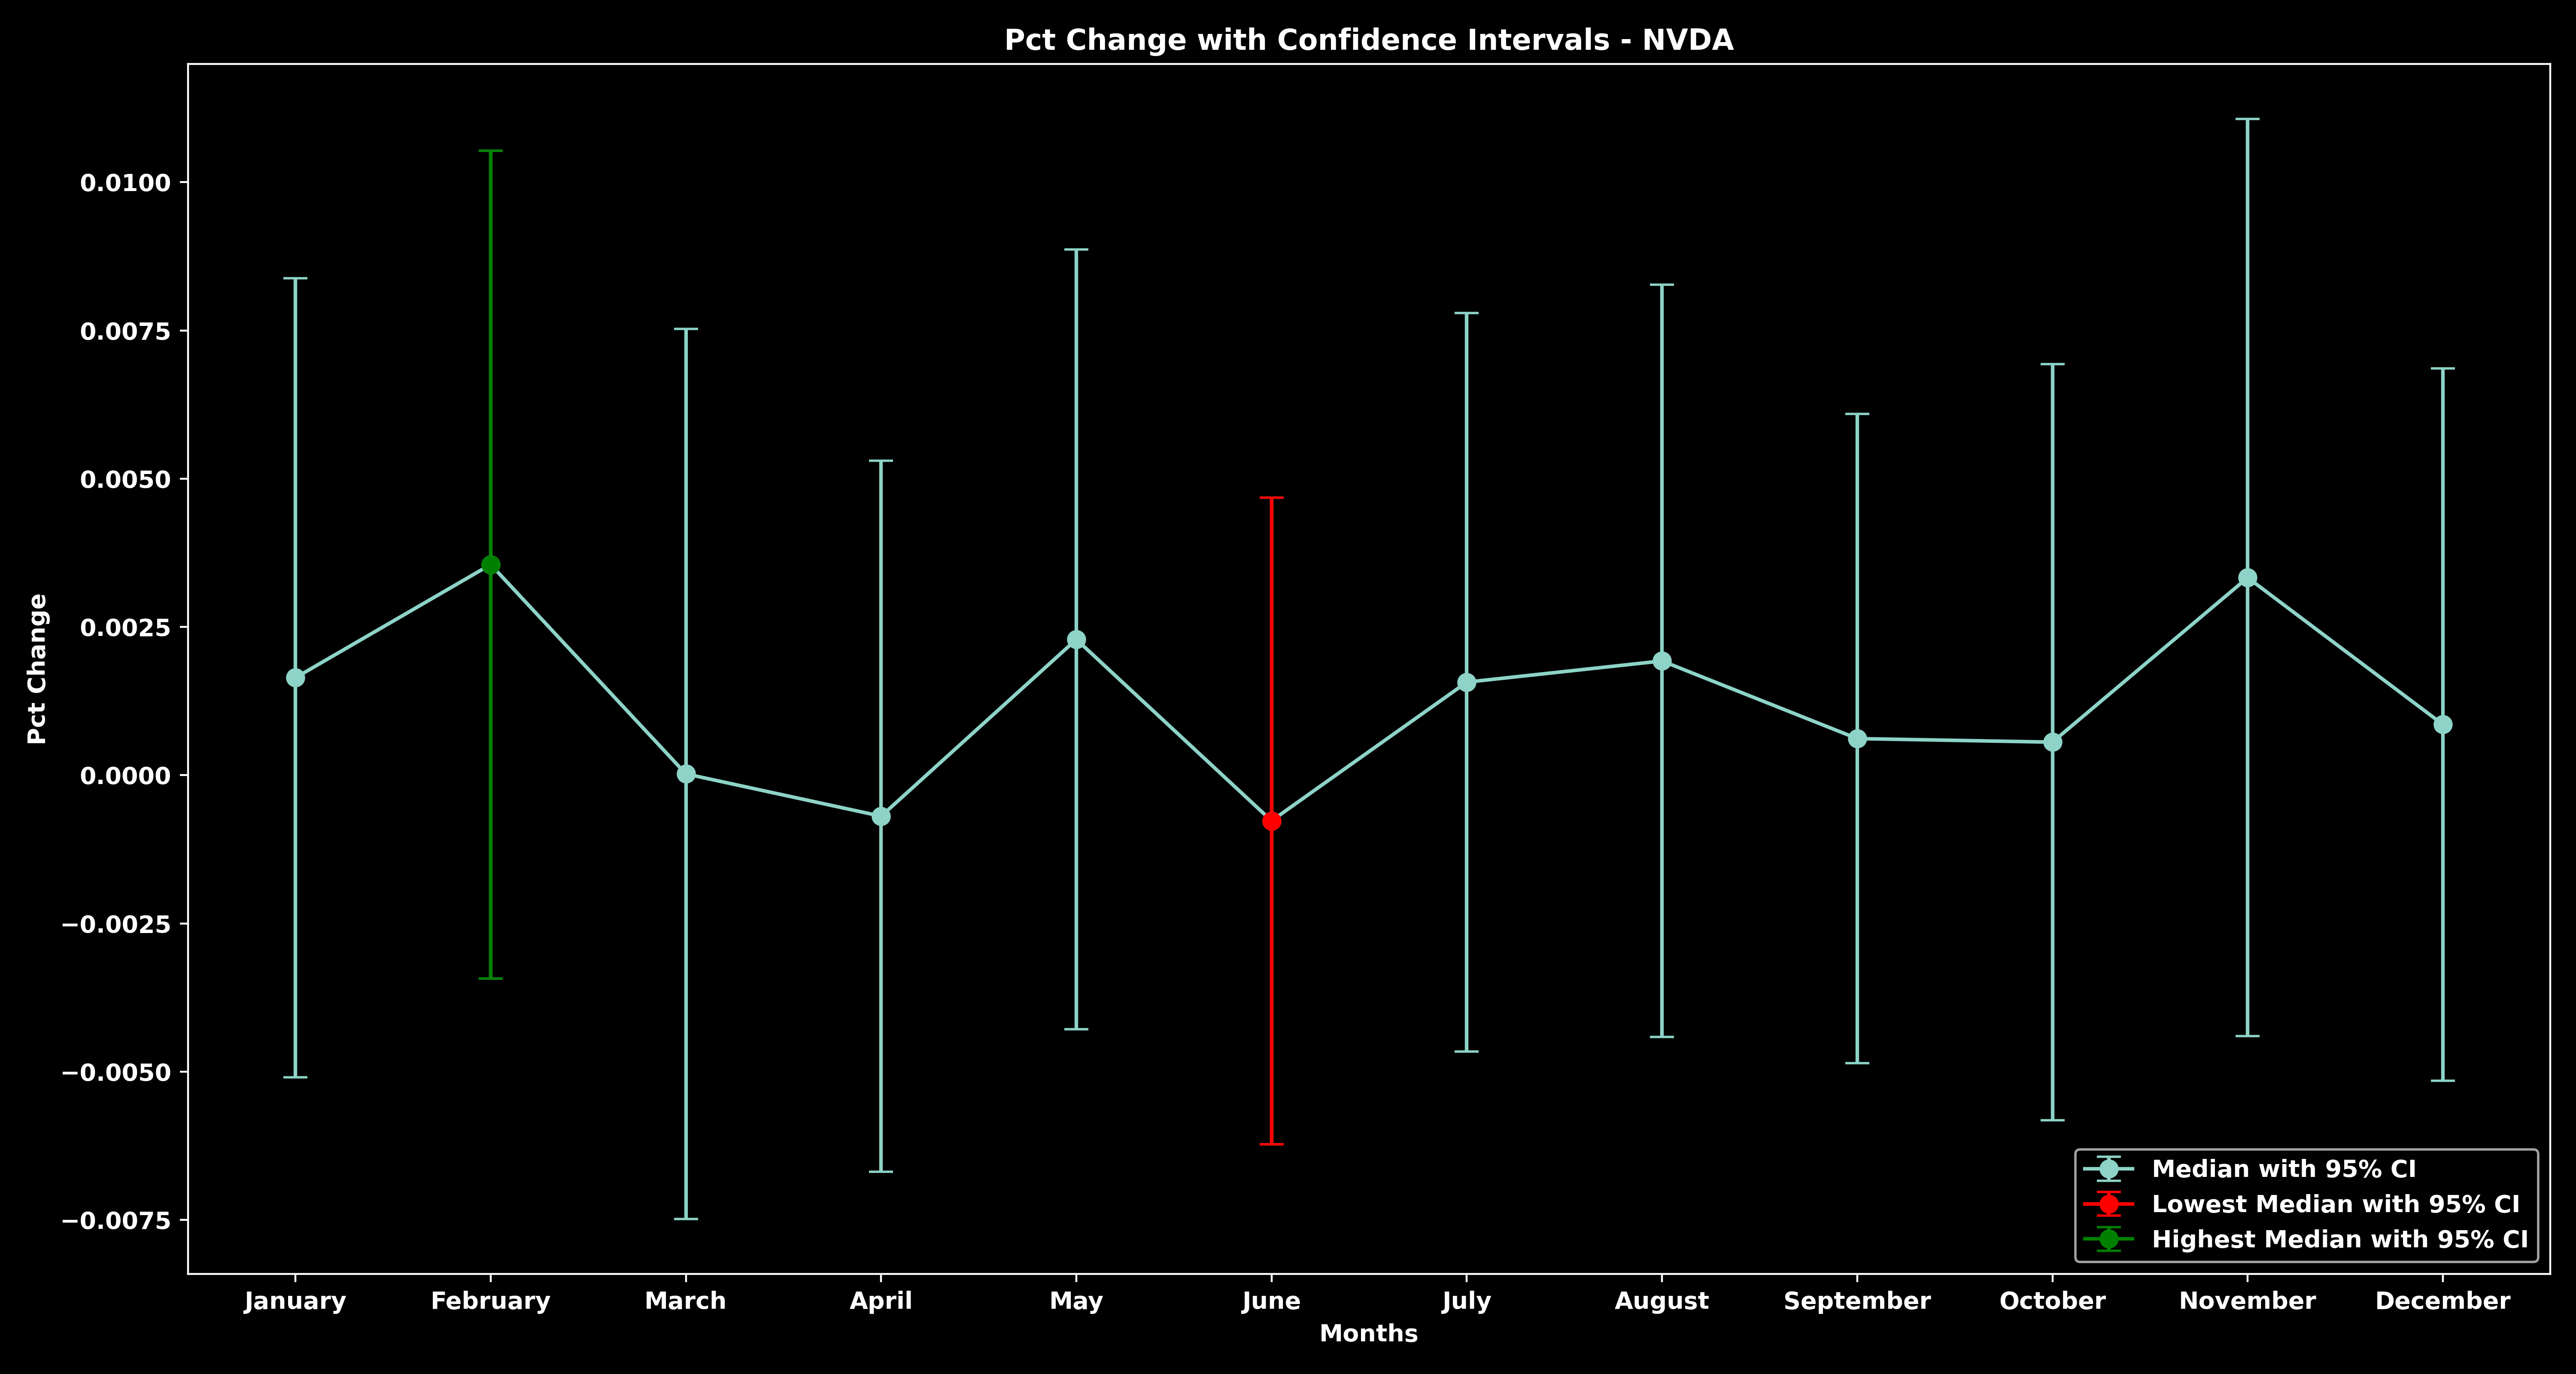 Pct Change with Confidence Intervals - NVDA
Pct Change
0.0100
0.0075
0.0050
0.0025
0.0000
−0.0025
−0.0050
−0.0075
Median with 95% CI
Lowest Median with 95% CI
Highest Median with 95% CI
January February March April May June July August September October November December
Months